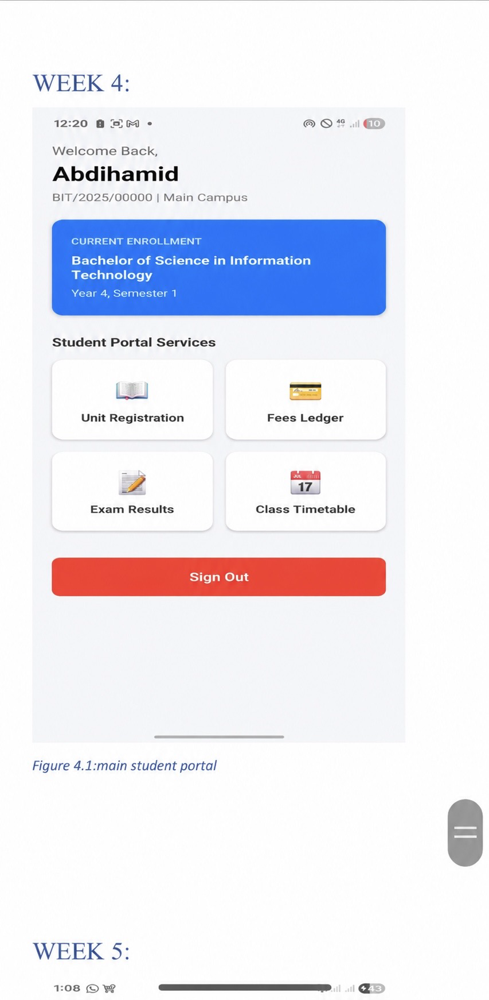 WEEK 4:
12:20
4G
10
Welcome Back,
Abdihamid
BIT/2025/00000 | Main Campus
CURRENT ENROLLMENT
Bachelor of Science in Information
Technology
Year 4, Semester 1
Student Portal Services
Unit Registration
Fees Ledger
JUL
17
Exam Results
Class Timetable
Sign Out
Figure 4.1:main student portal
WEEK 5:
1:08
43